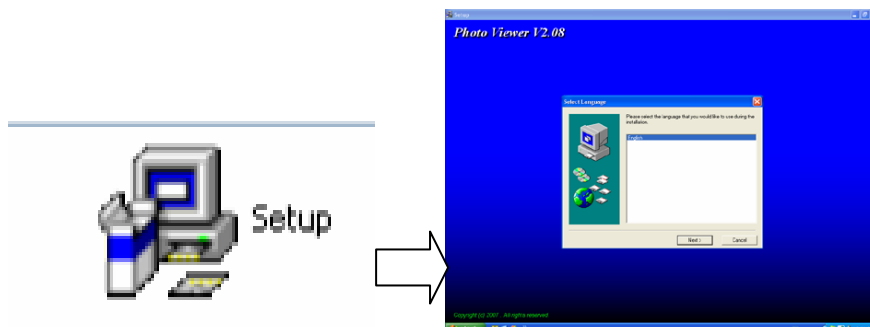 Setup
Setup
Photo Viewer V2.08
Select Language
Please select the language that you would like to use during the
installation.
English
Next >
Cancel
Copyright (c) 2007 . All rights reserved